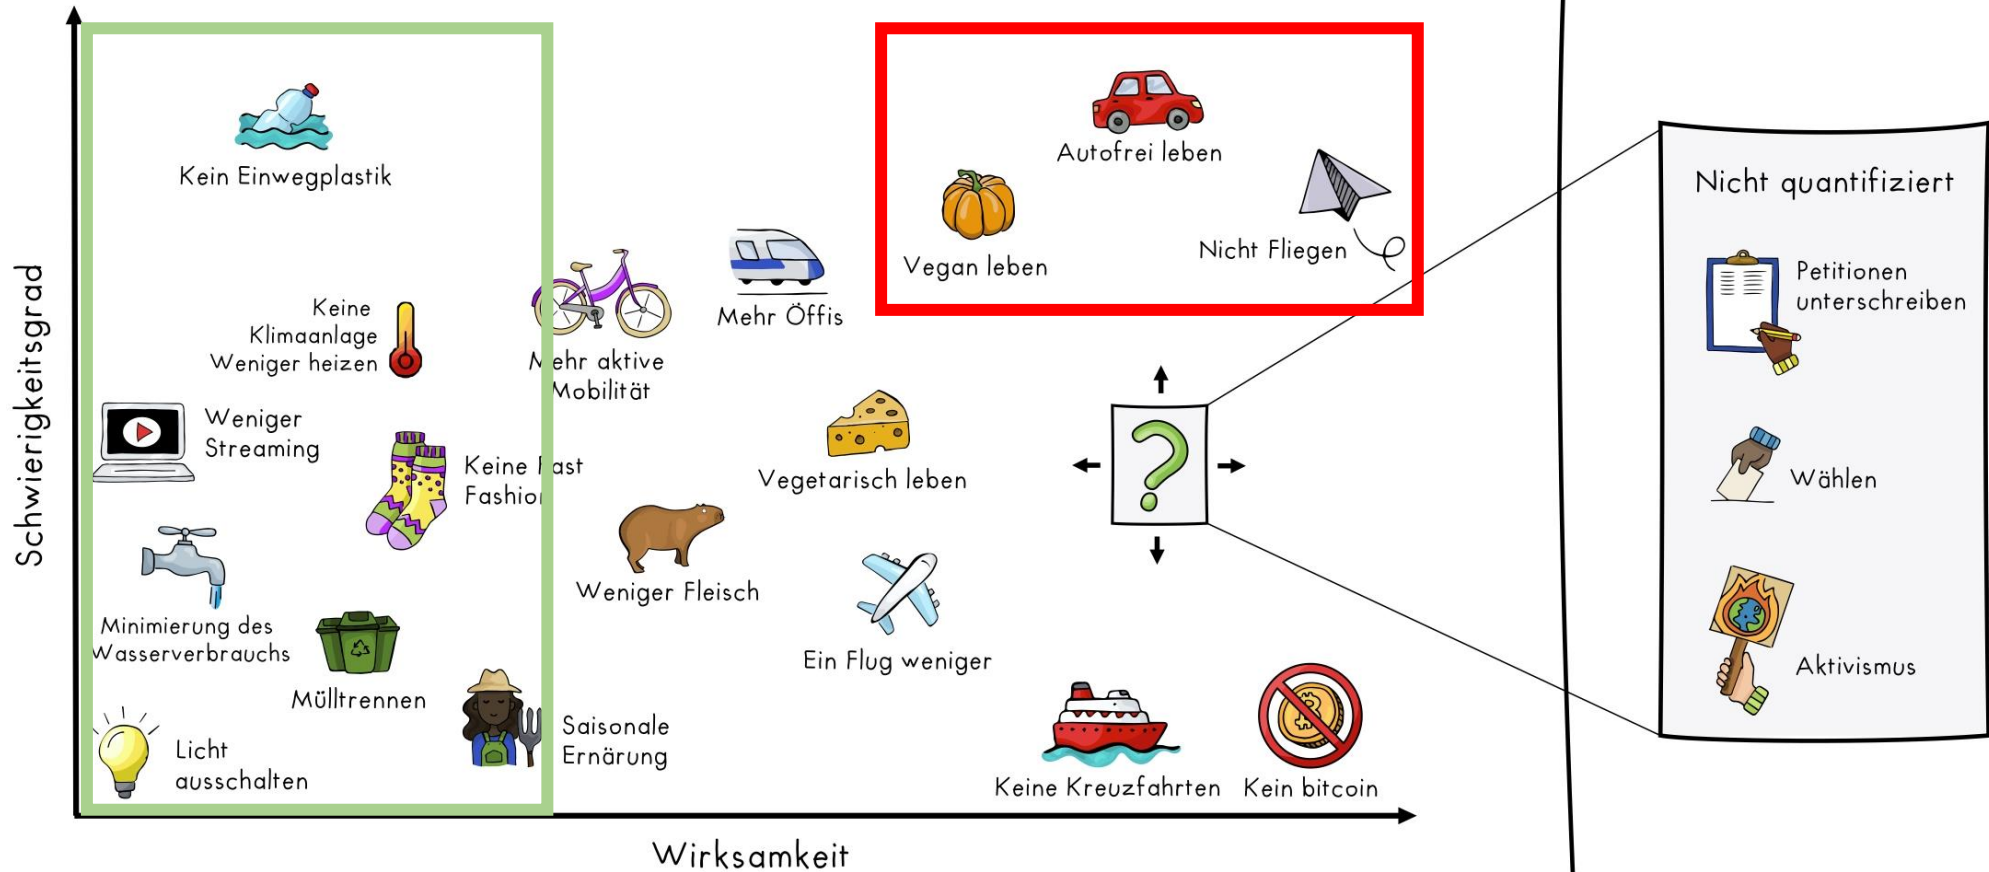 Kein Einwegplastik
Autofrei leben
Nicht Fliegen
Vegan leben
Mehr Öffis
Keine
Klimaanlage
Weniger heizen
Mehr aktive
Mobilität
Weniger
Streaming
Keine Fast
Fashion
Vegetarisch leben
Weniger Fleisch
Minimierung des
Wasserverbrauchs
Mülltrennen
Ein Flug weniger
Licht
ausschalten
Saisonale
Ernärung
Keine Kreuzfahrten
Kein bitcoin
?
Schwierigkeitsgrad
Wirksamkeit
Nicht quantifiziert
Petitionen
unterschreiben
Wählen
Aktivismus